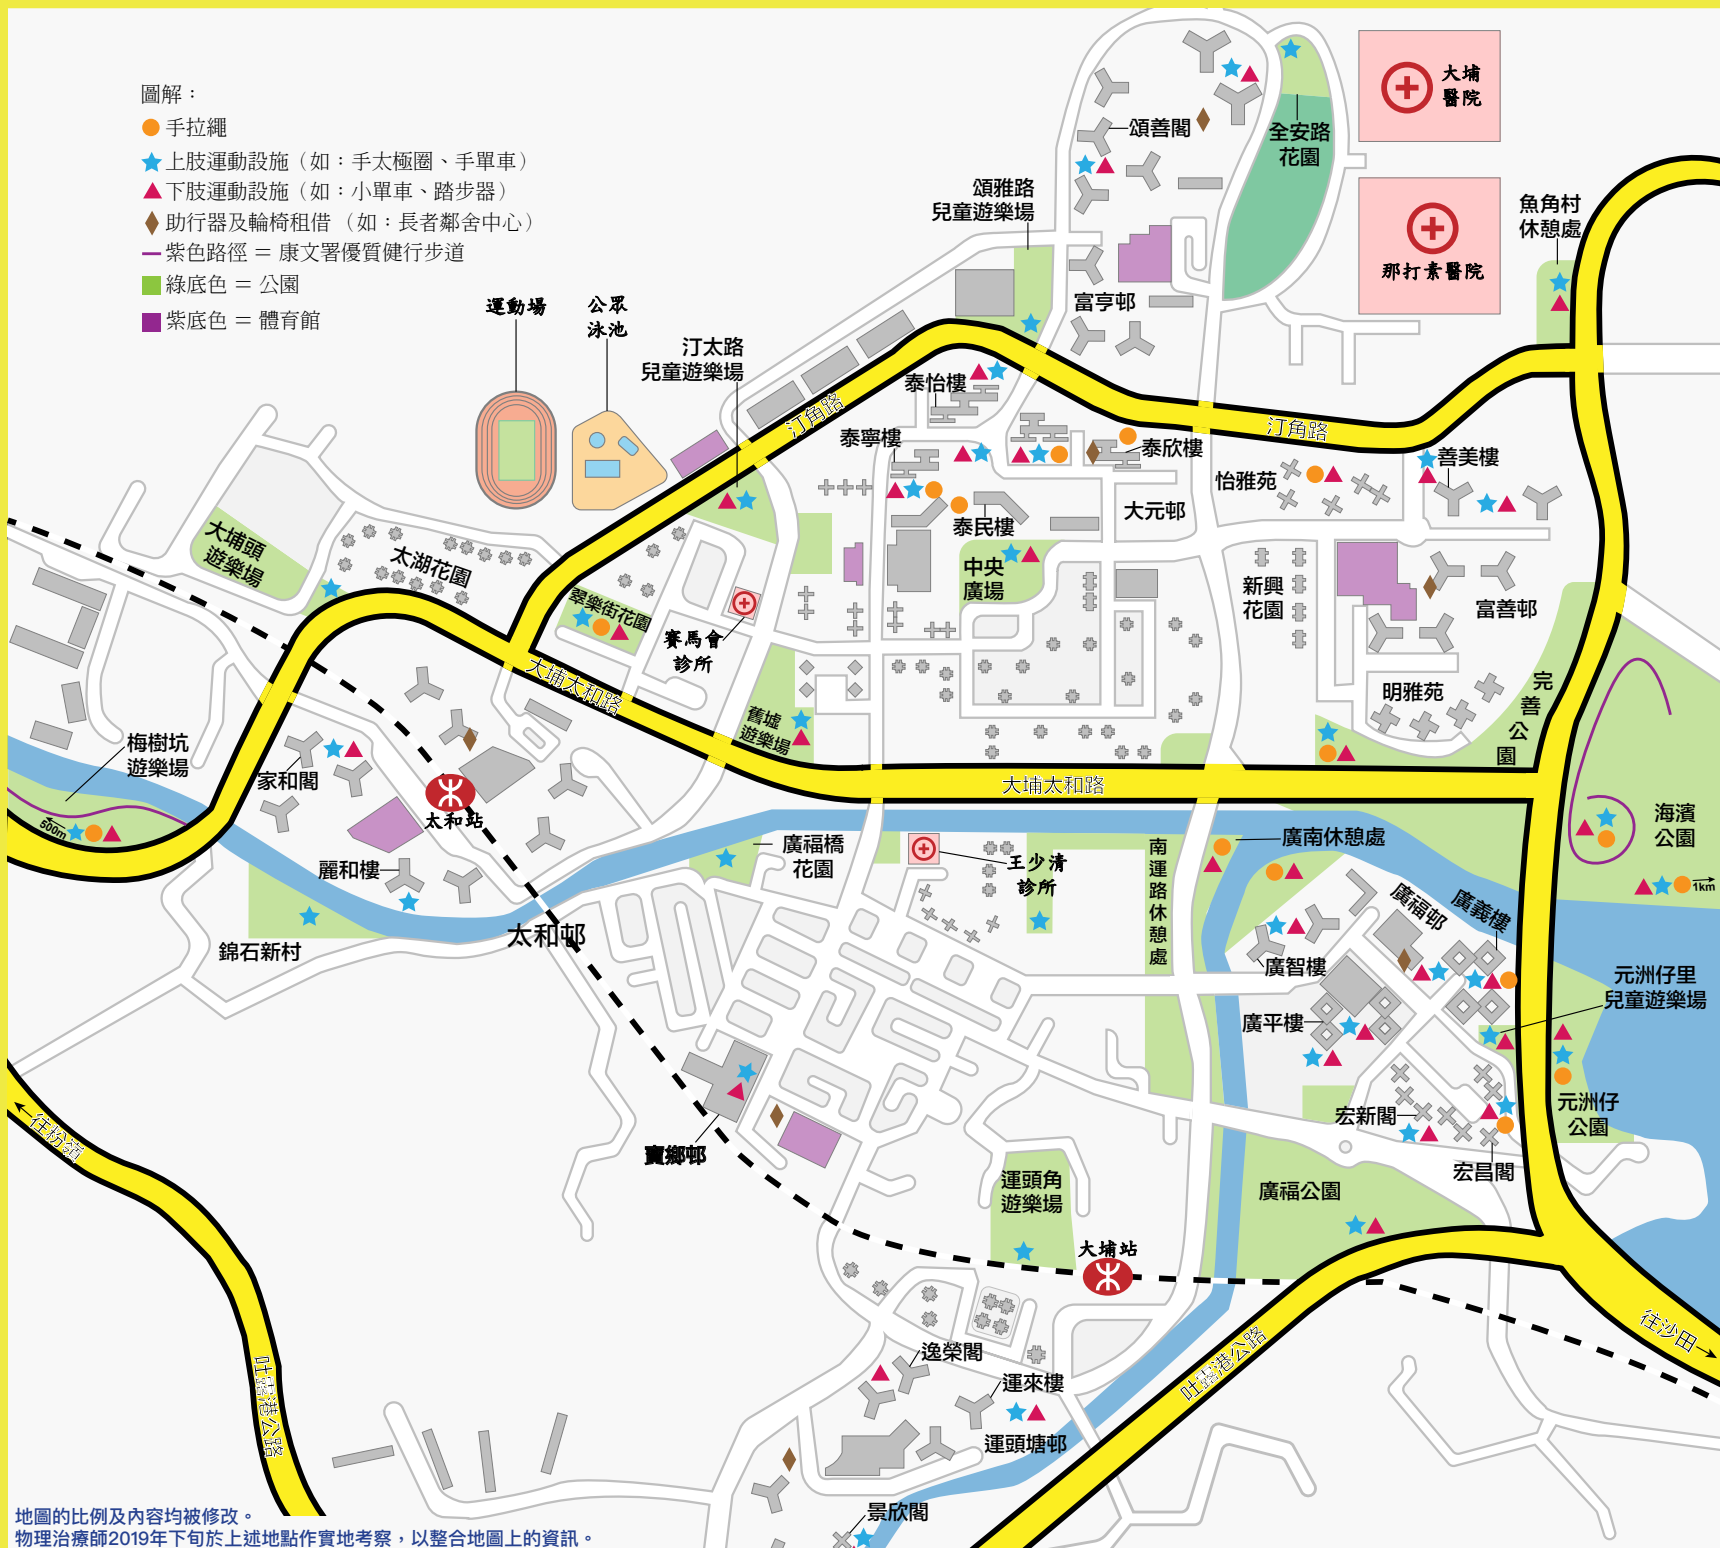 圖解：
手拉繩
上肢運動設施（如：手太極圈、手單車）
下肢運動設施（如：小單車、踏步器）
助行器及輪椅租借 （如：長者鄰舍中心）
紫色路徑 ＝ 康文署優質健行步道
綠底色 ＝ 公園
紫底色 ＝ 體育館
大埔
醫院
那打素醫院
全安路
花園
頌善閣
頌雅路
兒童遊樂場
富亨邨
魚角村
休憩處
運動場
公眾
泳池
汀太路
兒童遊樂場
汀角路
汀角路
泰怡樓
泰寧樓
泰欣樓
泰民樓
大元邨
怡雅苑
善美樓
中央
廣場
新興
花園
富善邨
明雅苑
完善公園
大埔頭
遊樂場
太湖花園
翠樂街花園
賽馬會
診所
大埔太和路
舊墟
遊樂場
大埔太和路
梅樹坑
遊樂場
500m
家和閣
太和站
麗和樓
錦石新村
太和邨
廣福橋
花園
王少清
診所
南運路休憩處
廣南休憩處
海濱
公園
1km
廣福邨
廣義樓
廣智樓
廣平樓
元洲仔里
兒童遊樂場
元洲仔
公園
宏新閣
宏昌閣
廣福公園
寶鄉邨
運頭角
遊樂場
大埔站
往粉嶺
吐露港公路
吐露港公路
往沙田
逸榮閣
運來樓
運頭塘邨
景欣閣
地圖的比例及內容均被修改。
物理治療師2019年下旬於上述地點作實地考察，以整合地圖上的資訊。